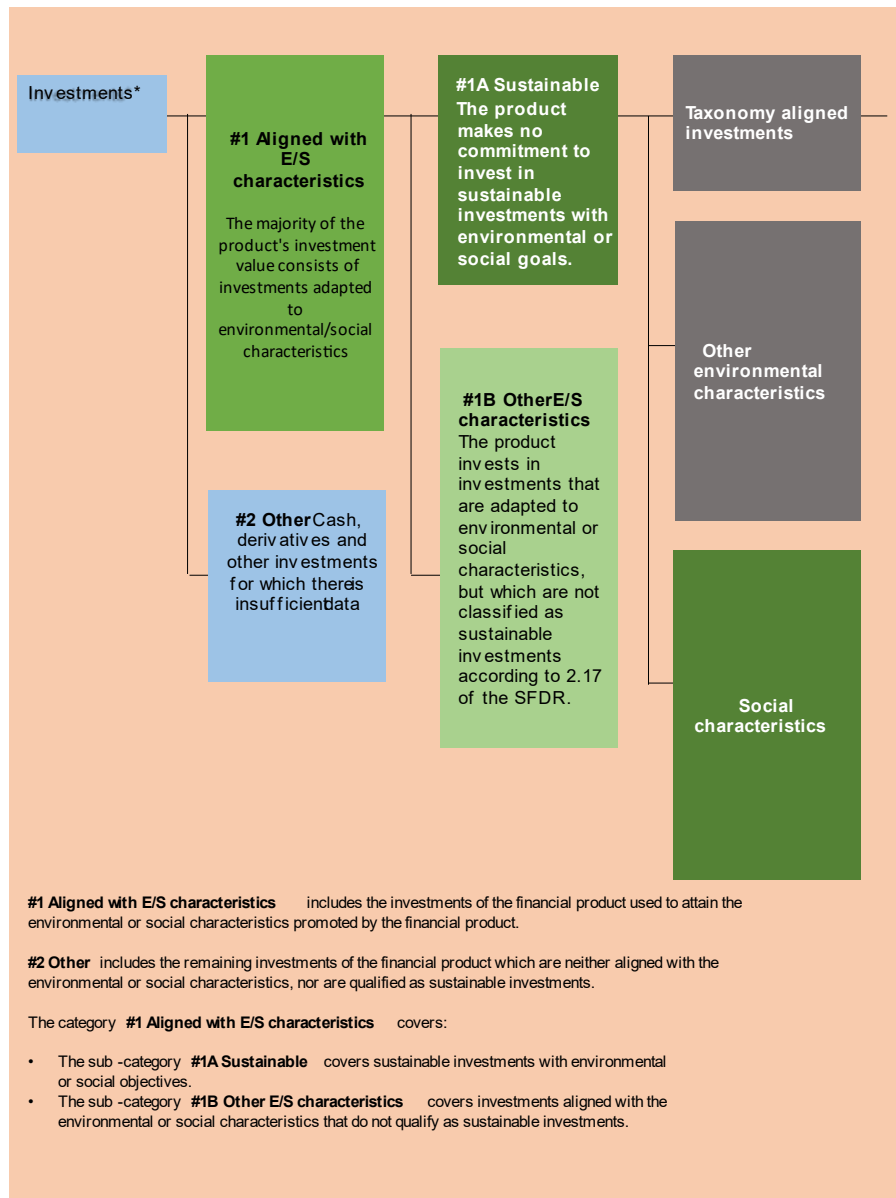 Investments*
#1 Aligned with
E/S
characteristics
The majority of the
product's investment
value consists of
investments adapted
to
environmental/social
characteristics
#2 Other Cash,
derivatives and
other investments
for which thereis
insufficientdata
#1A Sustainable
The product
makes no
commitment to
invest in
sustainable
investments with
environmental or
social goals.
#1B OtherE/S
characteristics
The product
invests in
investments that
are adapted to
environmental or
social
characteristics,
but which are not
classified as
sustainable
investments
according to 2.17
of the SFDR.
Taxonomy aligned
investments
Other
environmental
characteristics
Social
characteristics
#1 Aligned with E/S characteristics includes the investments of the financial product used to attain the
environmental or social characteristics promoted by the financial product.
#2 Other includes the remaining investments of the financial product which are neither aligned with the
environmental or social characteristics, nor are qualified as sustainable investments.
The category #1 Aligned with E/S characteristics covers:
• The sub -category #1A Sustainable covers sustainable investments with environmental
or social objectives.
• The sub -category #1B Other E/S characteristics covers investments aligned with the
environmental or social characteristics that do not qualify as sustainable investments.